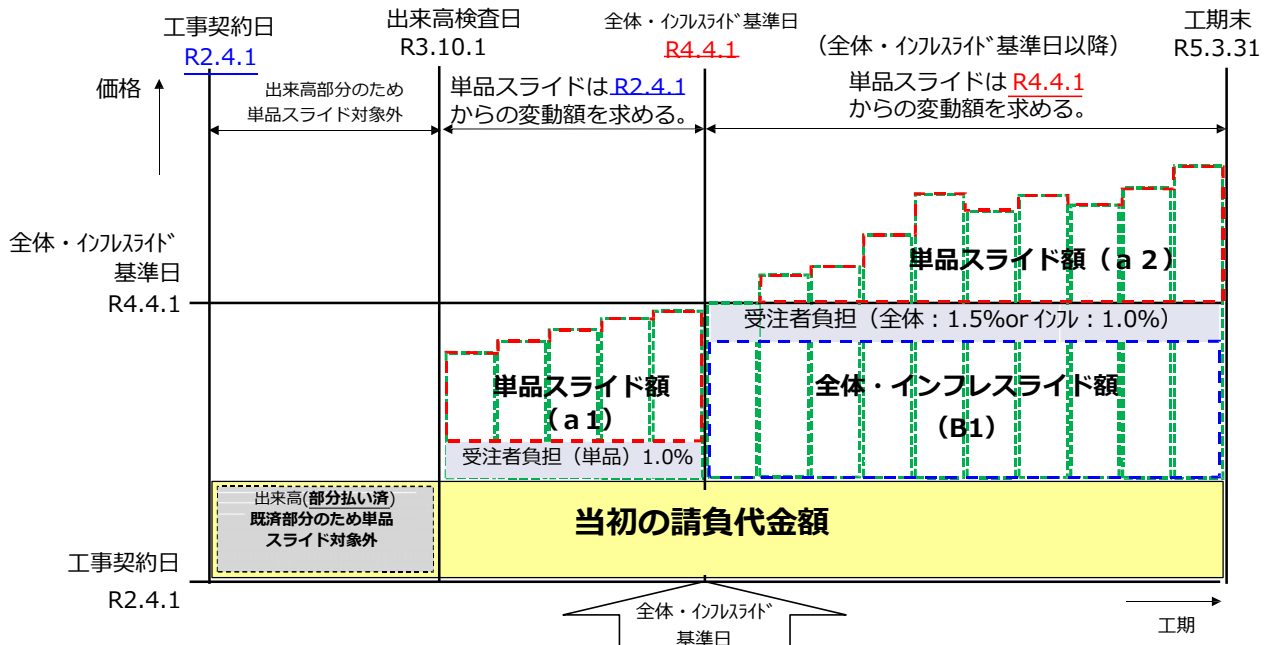 工事契約日
R2.4.1
出来高検査日
R3.10.1
全体・ｲﾝﾌﾚｽﾗｲﾄﾞ基準日
R4.4.1
（全体・ｲﾝﾌﾚｽﾗｲﾄﾞ基準日以降）
工期末
R5.3.31
価格
出来高部分のため
単品スライド対象外
単品スライドは R2.4.1
からの変動額を求める。
単品スライドは R4.4.1
からの変動額を求める。
全体・ｲﾝﾌﾚｽﾗｲﾄﾞ
基準日
R4.4.1
単品スライド額（ａ２）
受注者負担（全体：1.5%or ｲﾝﾌﾚ：1.0%）
単品スライド額
（ａ1）
全体・インフレスライド額
（B1）
受注者負担（単品）1.0%
出来高(部分払い済)
既済部分のため単品
スライド対象外
当初の請負代金額
工事契約日
R2.4.1
全体・ｲﾝﾌﾚｽﾗｲﾄﾞ
基準日
工期